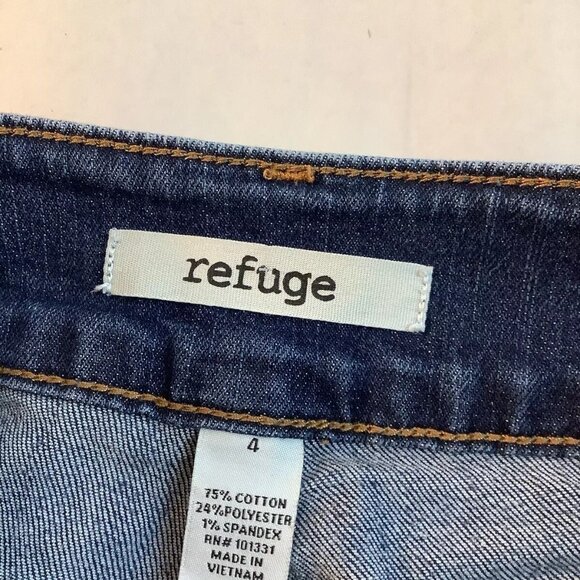 refuge
4
75% COTTON
24%POLYESTER
1% SPANDEX
RN# 101331
MADE IN
VIETNAM